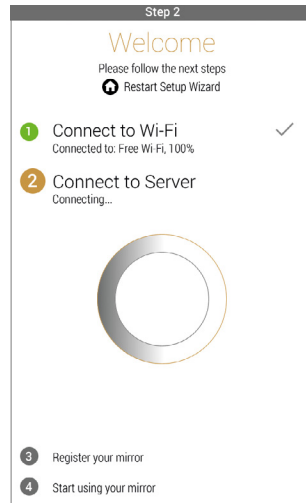 Step 2
Welcome
Please follow the next steps
Restart Setup Wizard
1 Connect to Wi-Fi
Connected to: Free Wi-Fi, 100%
2 Connect to Server
Connecting...
3 Register your mirror
4 Start using your mirror